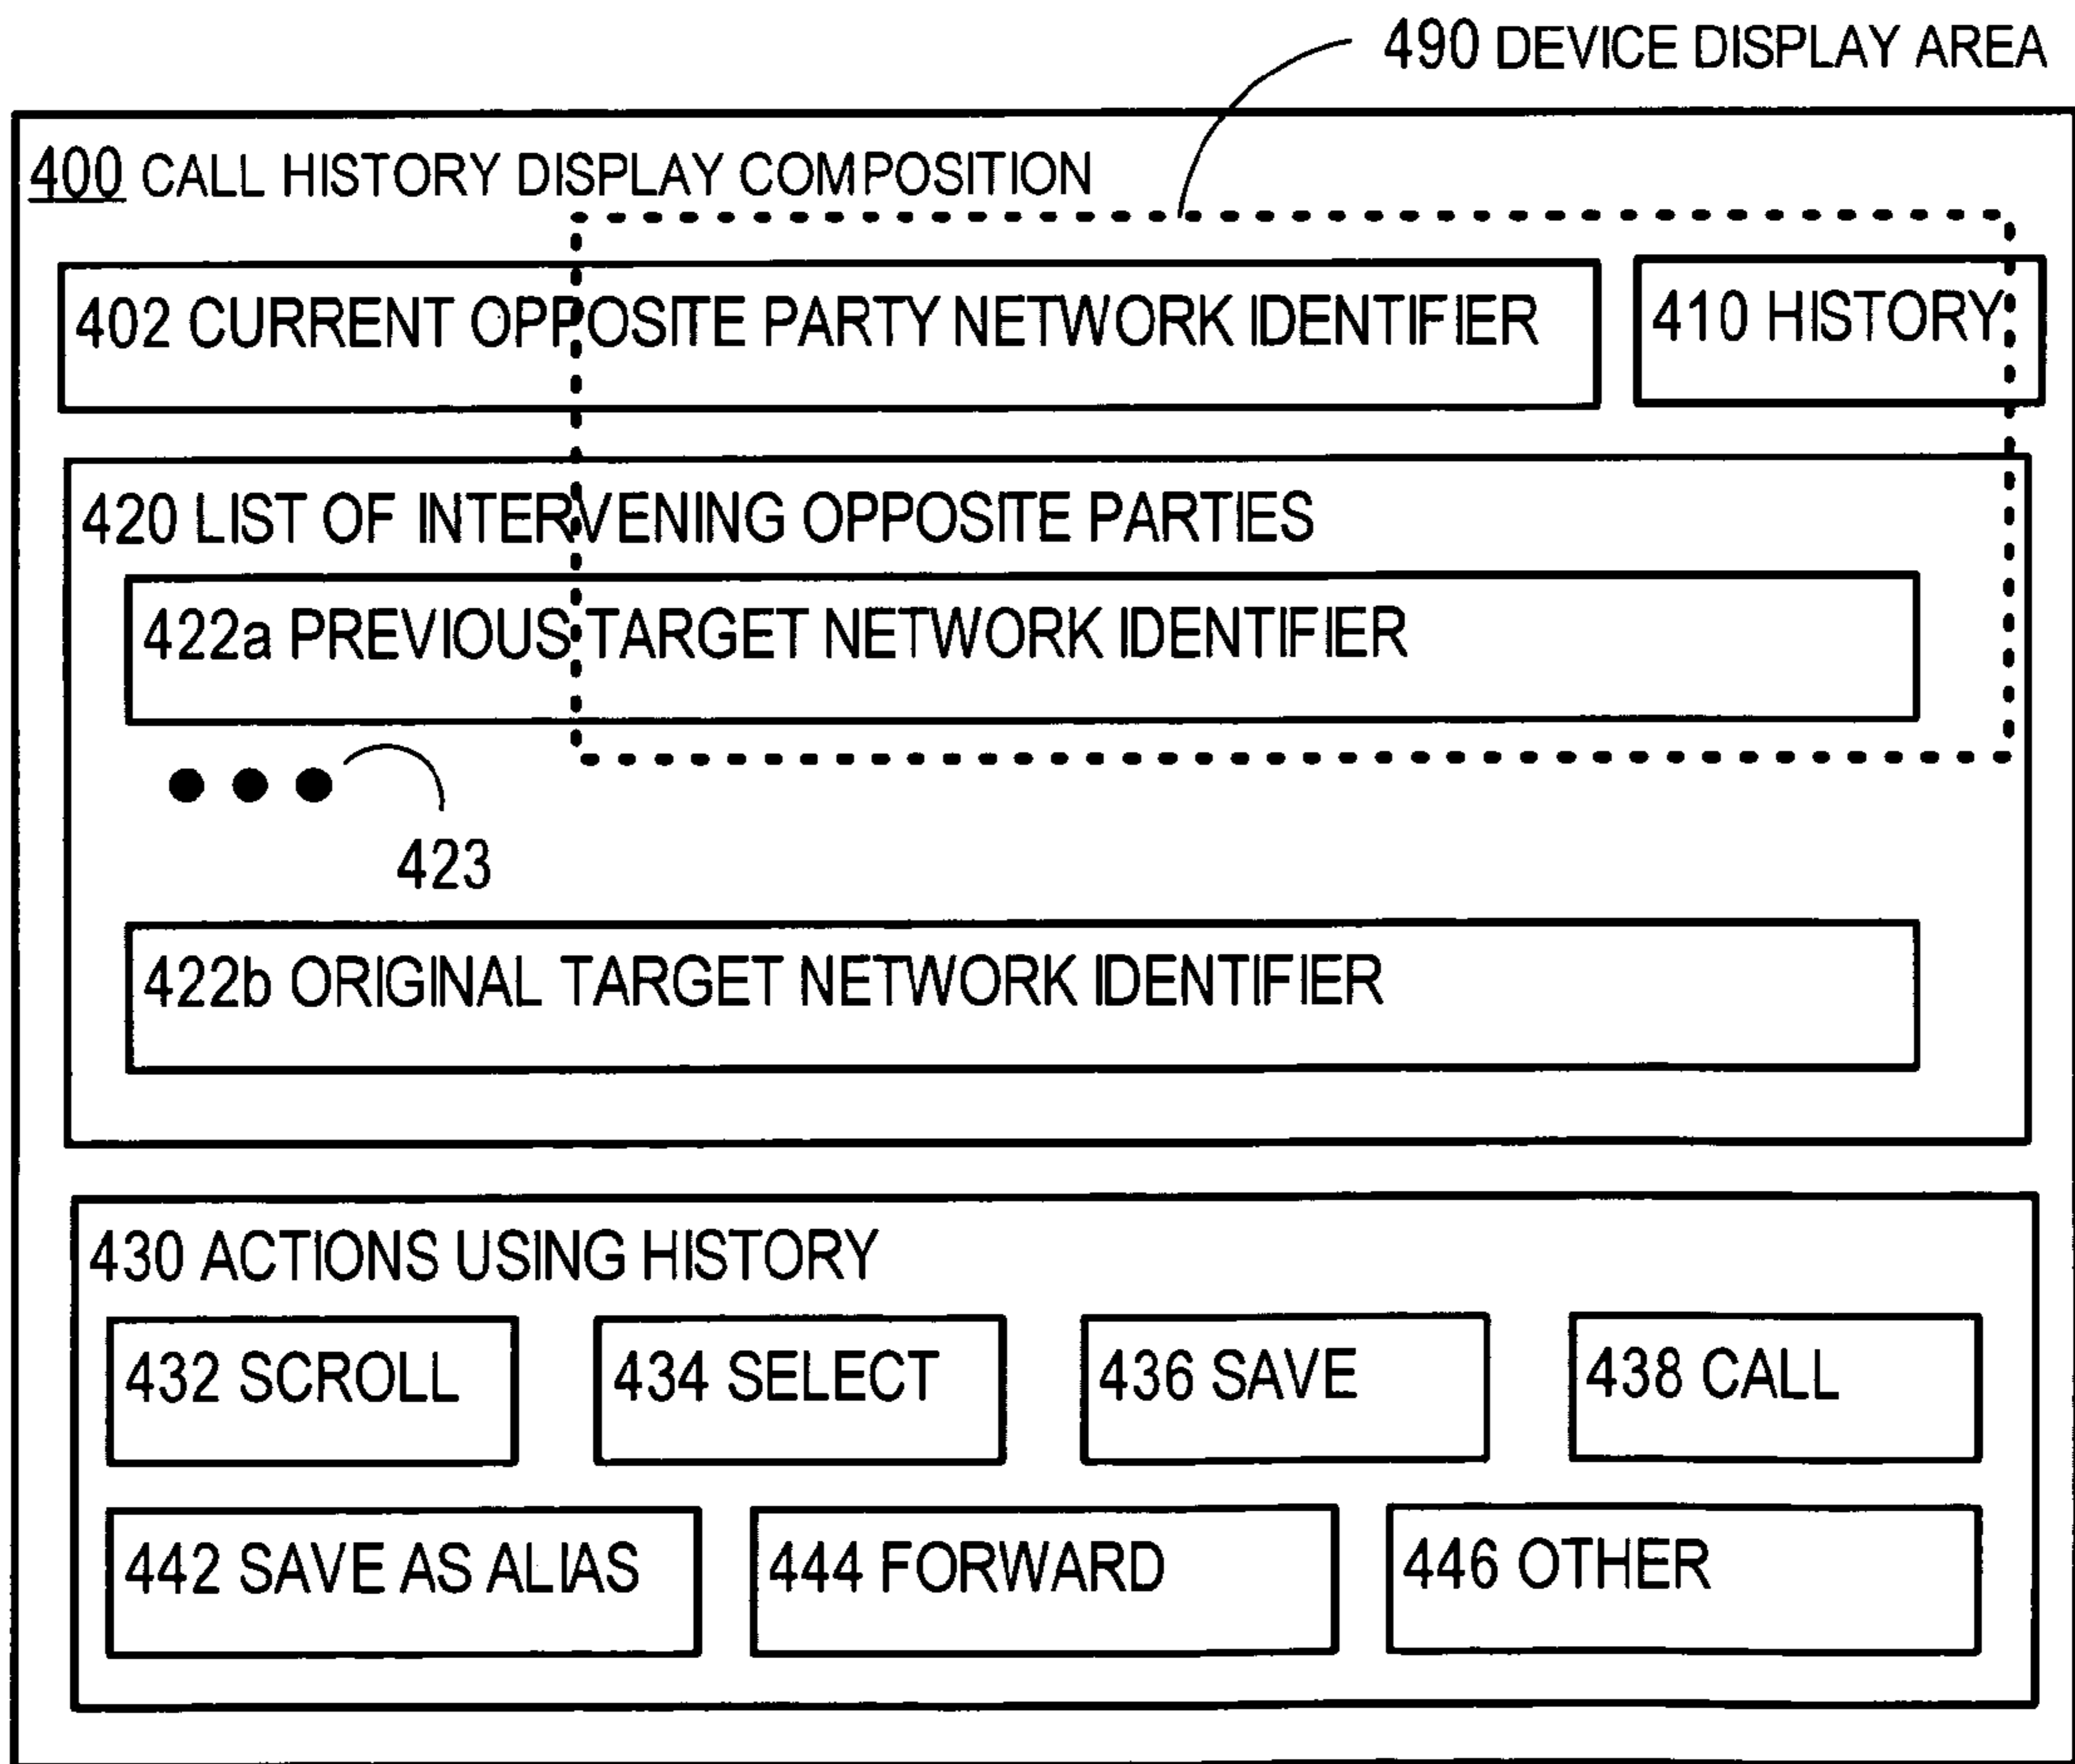 490 DEVICE DISPLAY AREA
400 CALL HISTORY DISPLAY COMPOSITION
402 CURRENT OPPOSITE PARTY NETWORK IDENTIFIER
410 HISTORY
420 LIST OF INTERVENING OPPOSITE PARTIES
422a PREVIOUS TARGET NETWORK IDENTIFIER
423
422b ORIGINAL TARGET NETWORK IDENTIFIER
430 ACTIONS USING HISTORY
432 SCROLL
434 SELECT
436 SAVE
438 CALL
442 SAVE AS ALIAS
444 FORWARD
446 OTHER